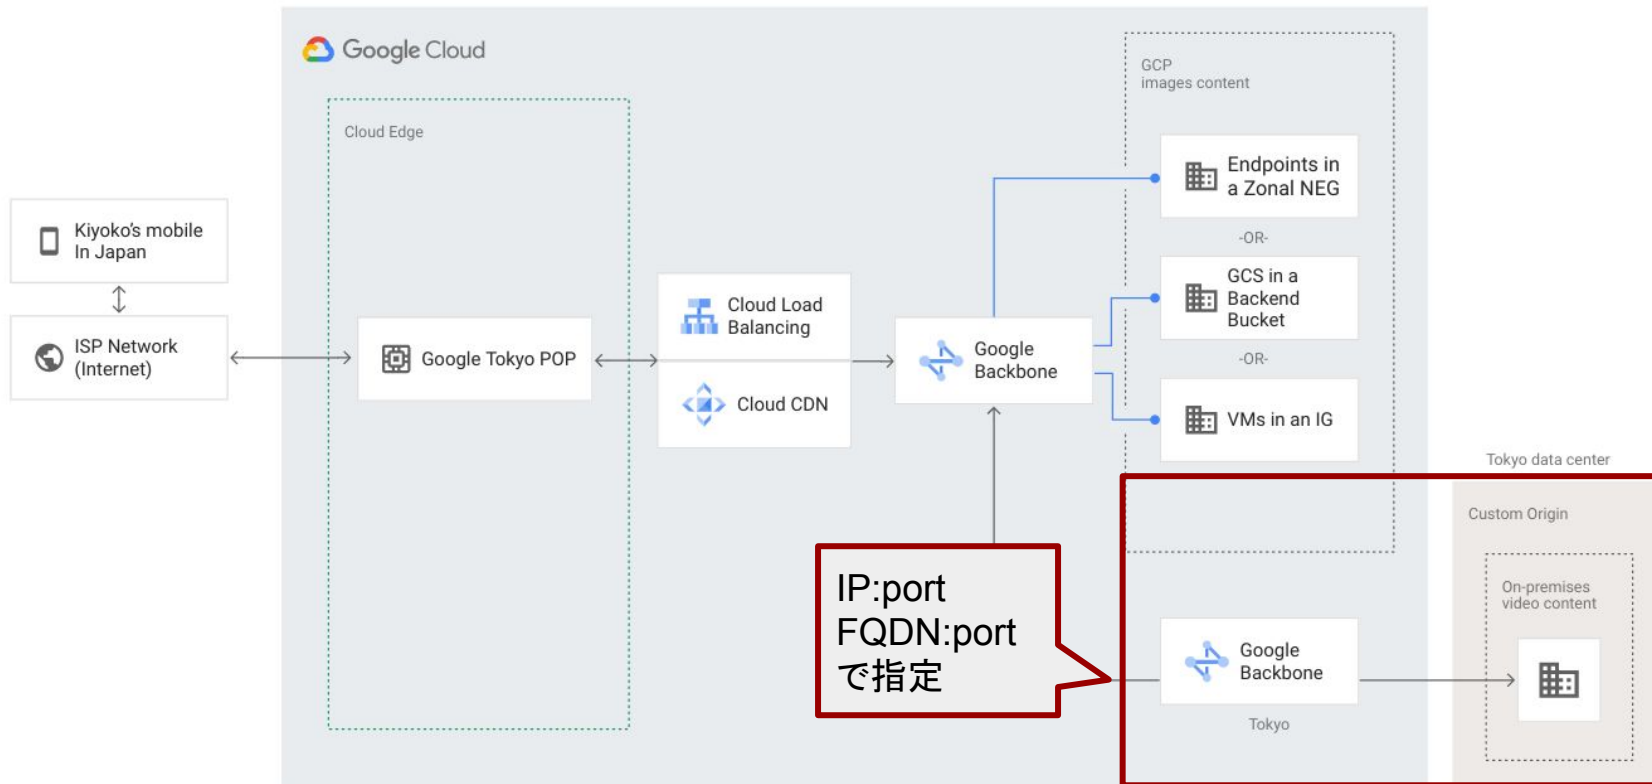 Google Cloud
Cloud Edge
Kiyoko's mobile
In Japan
ISP Network
(Internet)
Google Tokyo POP
Cloud Load
Balancing
Cloud CDN
Google
Backbone
GCP
images content
Endpoints in
a Zonal NEG
-OR-
GCS in a
Backend
Bucket
-OR-
VMs in an IG
IP:port
FQDN:port
で指定
Google
Backbone
Tokyo
Tokyo data center
Custom Origin
On-premises
video content